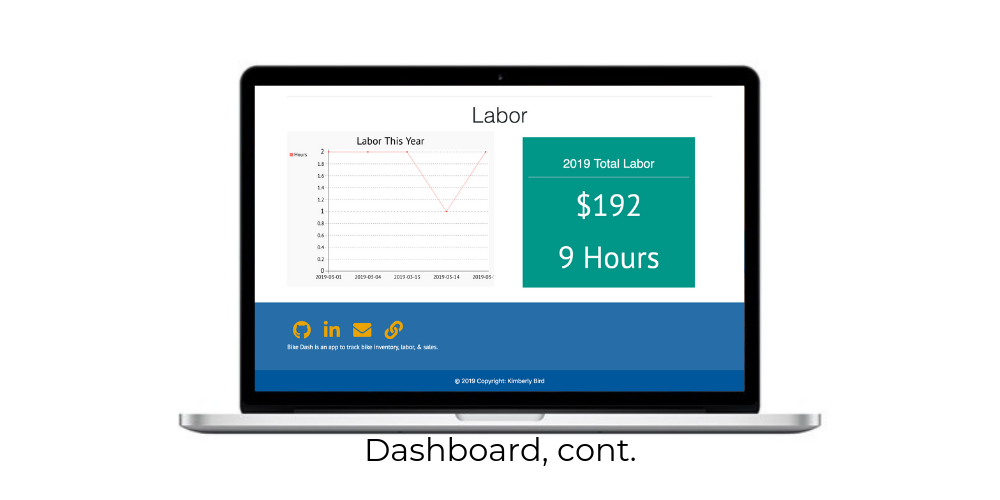 Labor
Labor This Year
Hours
2
1.8
1.6
1.4
1.2
1
0.8
0.6
0.4
0.2
0
2019-03-01 2019-03-04 2019-03-13 2019-03-14 2019-03-
2019 Total Labor
$192
9 Hours
in
Bike Dash is an app to track bike inventory, labor, & sales.
© 2019 Copyright: Kimberly Bird
Dashboard, cont.